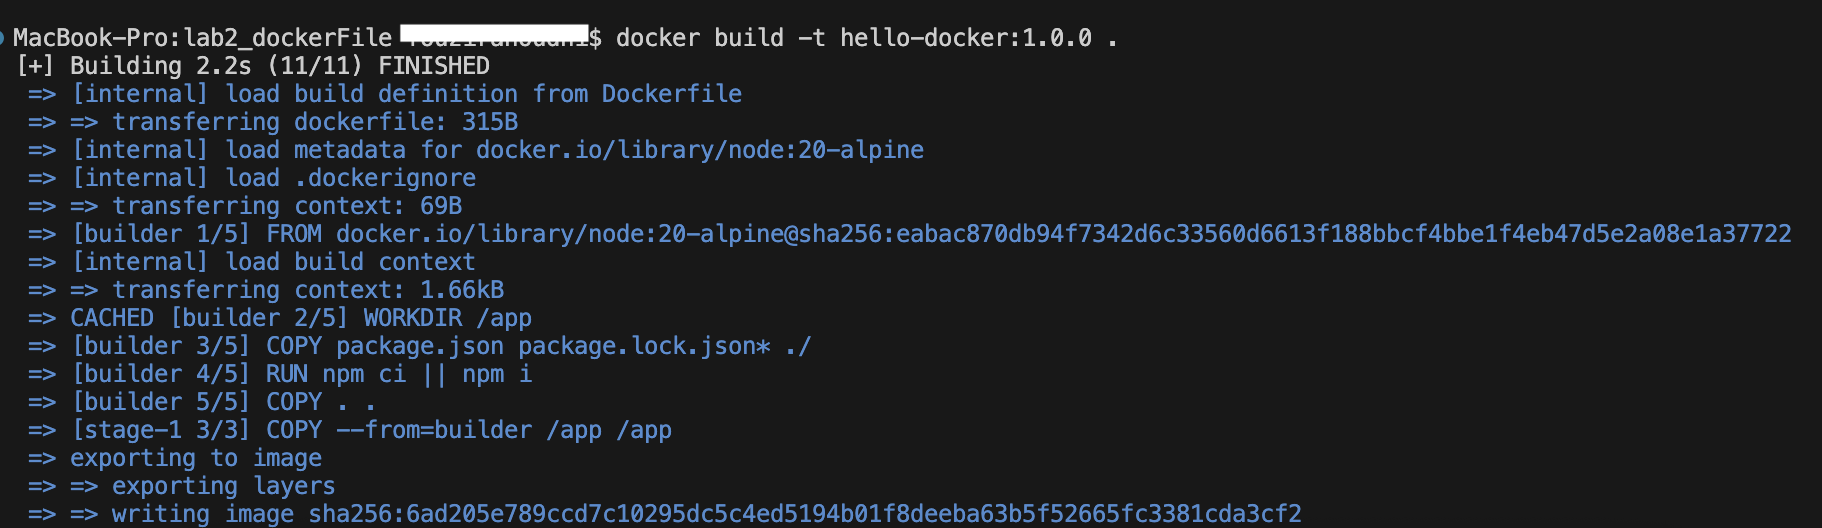 MacBook-Pro:lab2_dockerFile $ docker build -t hello-docker:1.0.0 .
[+] Building 2.2s (11/11) FINISHED
=> [internal] load build definition from Dockerfile
=> => transferring dockerfile: 315B
=> [internal] load metadata for docker.io/library/node:20-alpine
=> [internal] load .dockerignore
=> => transferring context: 69B
=> [builder 1/5] FROM docker.io/library/node:20-alpine@sha256:eabac870db94f7342d6c33560d6613f188bbcf4bbe1f4eb47d5e2a08e1a37722
=> [internal] load build context
=> => transferring context: 1.66kB
=> CACHED [builder 2/5] WORKDIR /app
=> [builder 3/5] COPY package.json package.lock.json* ./
=> [builder 4/5] RUN npm ci || npm i
=> [builder 5/5] COPY . .
=> [stage-1 3/3] COPY --from=builder /app /app
=> exporting to image
=> => exporting layers
=> => writing image sha256:6ad205e789ccd7c10295dc5c4ed5194b01f8deeba63b5f52665fc3381cda3cf2